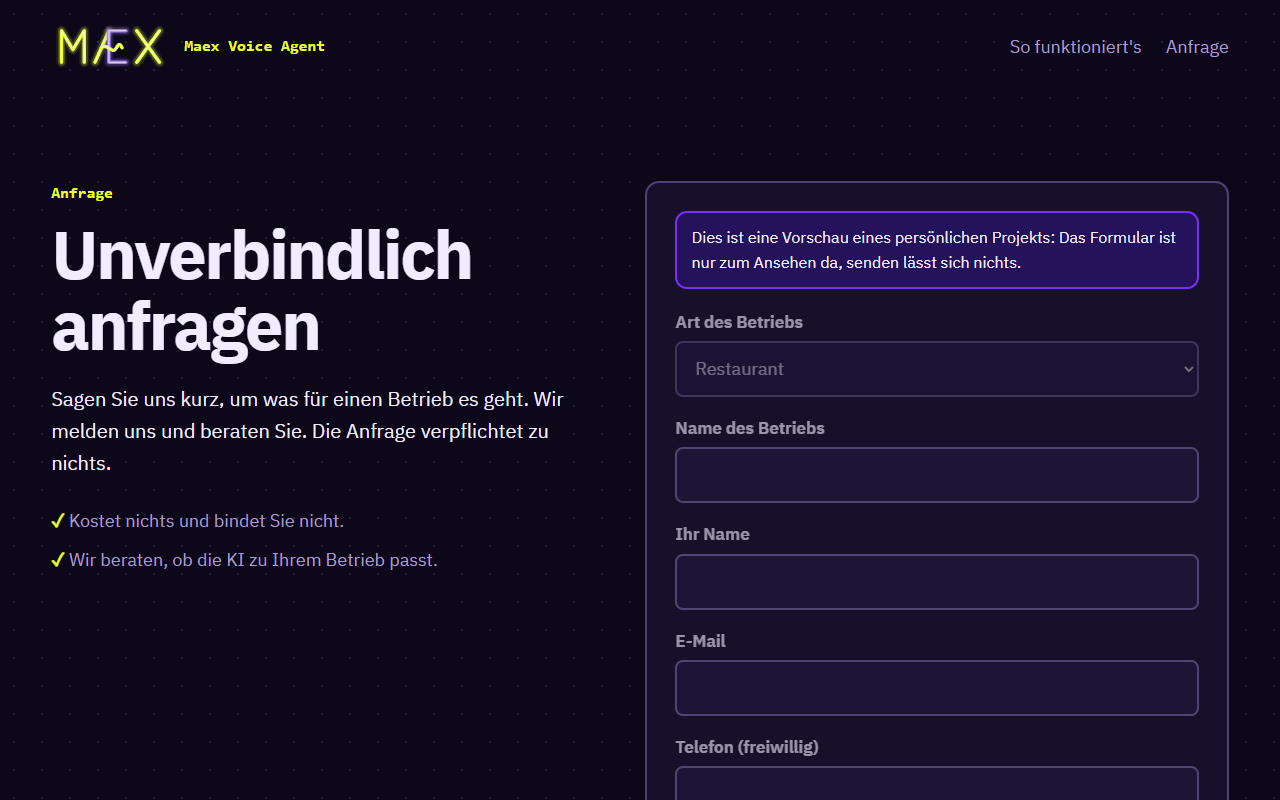 MAEX
Maex Voice Agent
So funktioniert's
Anfrage
Anfrage
Unverbindlich
anfragen
Sagen Sie uns kurz, um was für einen Betrieb es geht. Wir
melden uns und beraten Sie. Die Anfrage verpflichtet zu
nichts.
✓ Kostet nichts und bindet Sie nicht.
✓ Wir beraten, ob die KI zu Ihrem Betrieb passt.
Dies ist eine Vorschau eines persönlichen Projekts: Das Formular ist
nur zum Ansehen da, senden lässt sich nichts.
Art des Betriebs
Restaurant
Name des Betriebs
Ihr Name
E-Mail
Telefon (freiwillig)